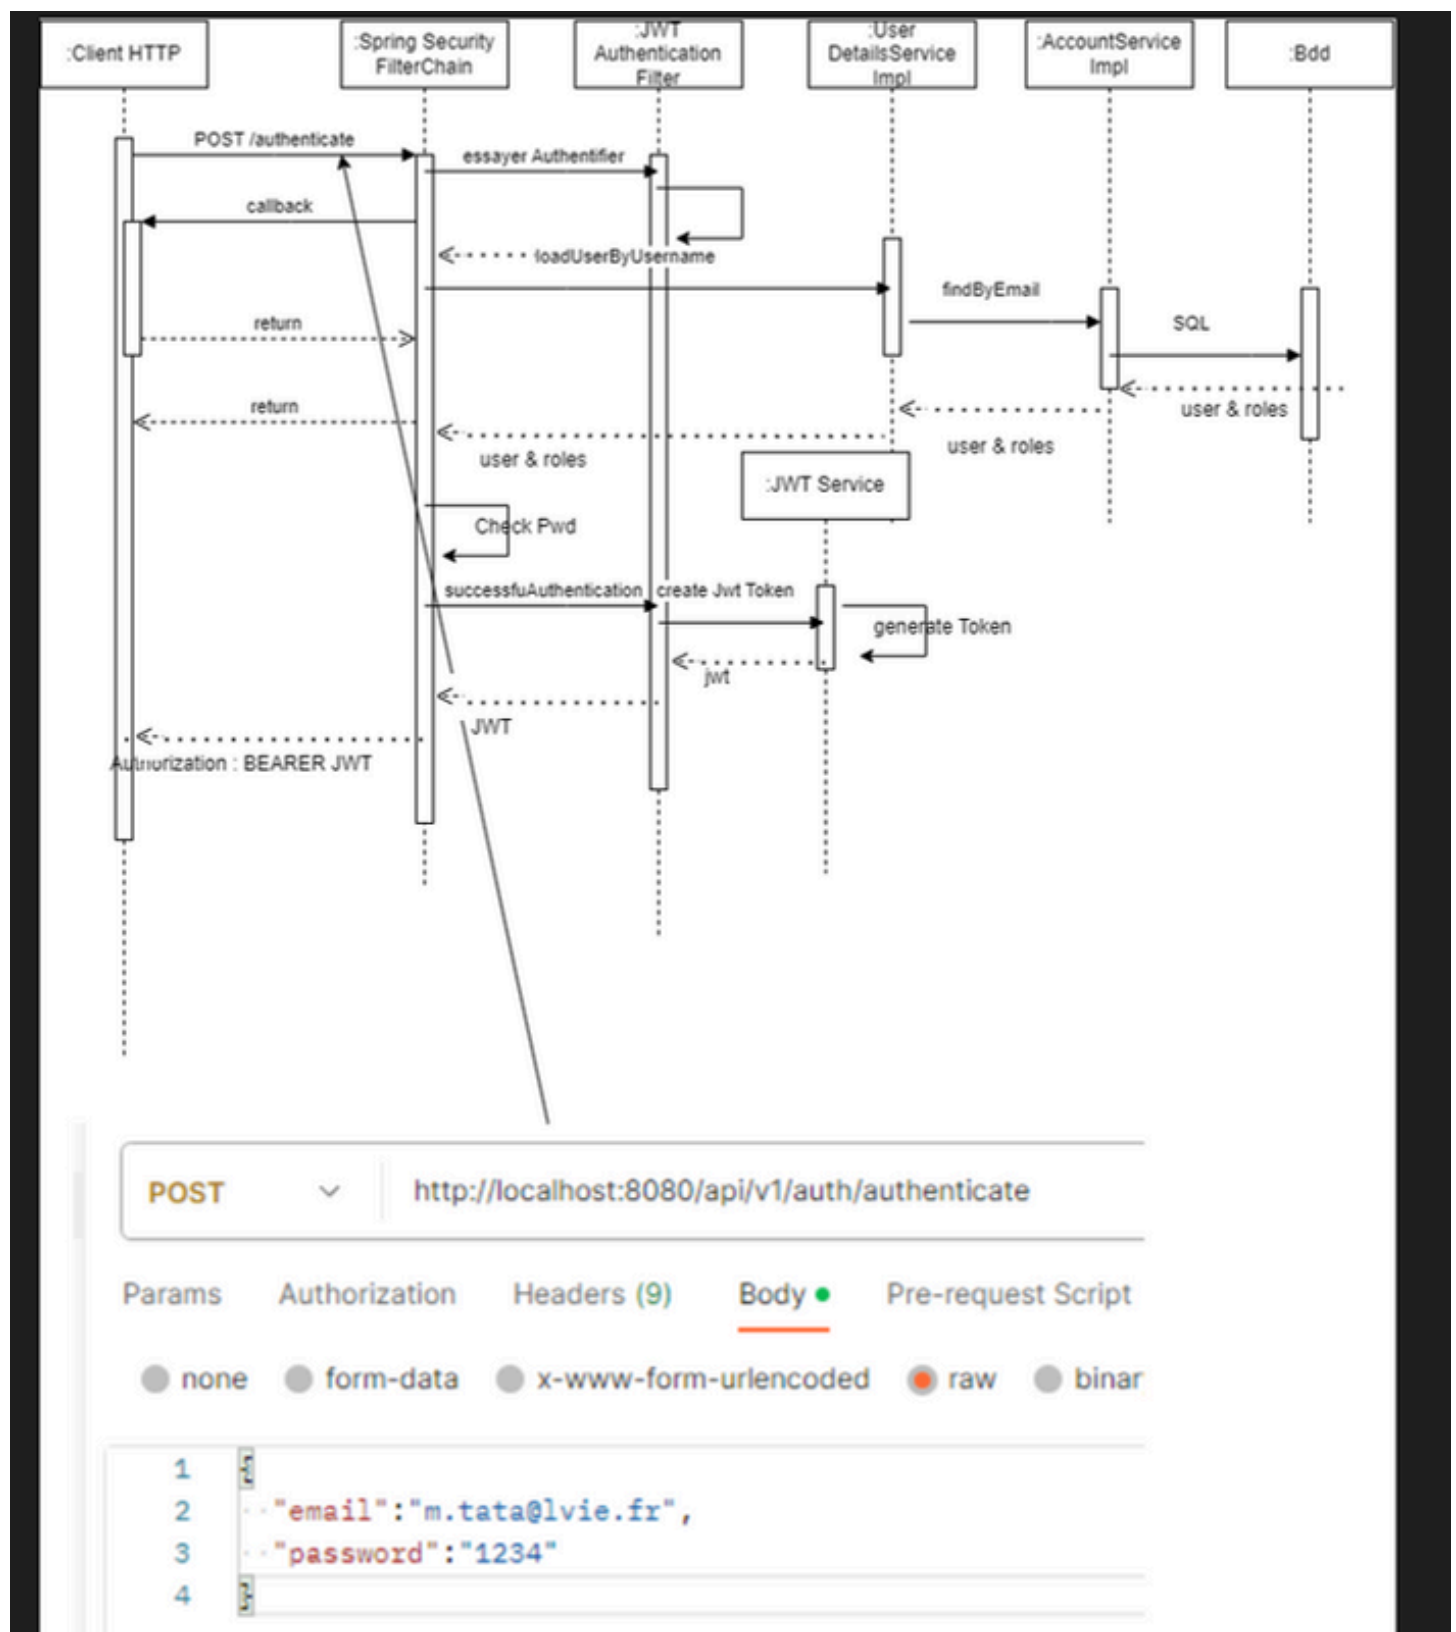 :Client HTTP
:Spring Security
FilterChain
:JWT
Authentication
Filter
:User
DetailsService
Impl
:AccountService
Impl
:Bdd
POST /authenticate
essayer Authentifier
callback
loadUserByUsername
findByEmail
return
SQL
return
user & roles
user & roles
user & roles
:JWT Service
Check Pwd
successfuAuthentication
create Jwt Token
generate Token
jwt
JWT
Authorization : BEARER JWT
POST
http://localhost:8080/api/v1/auth/authenticate
Params Authorization Headers (9) Body Pre-request Script
none form-data x-www-form-urlencoded raw binar
1 {
2 "email":"m.tata@lvie.fr",
3 "password":"1234"
4 }